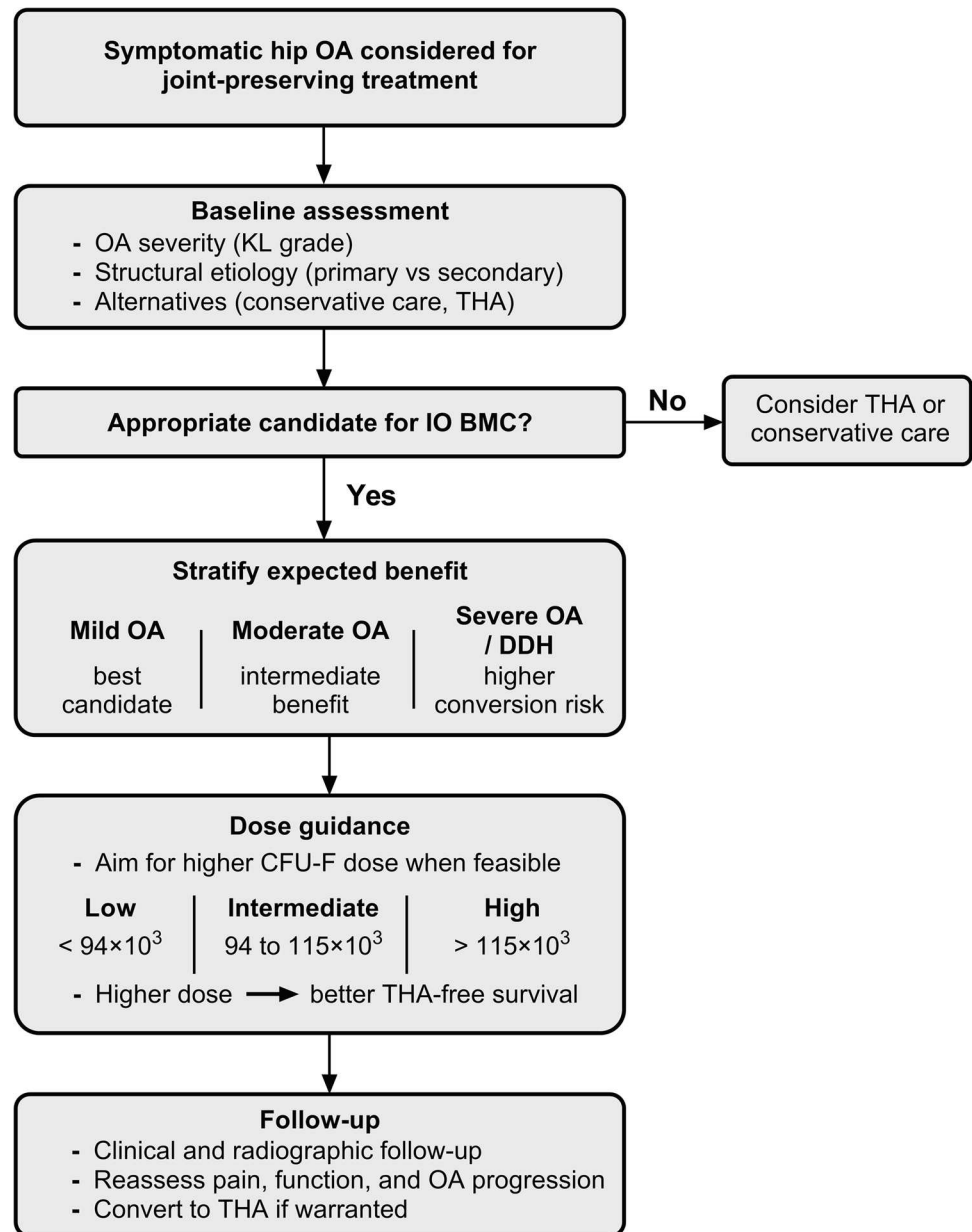 Symptomatic hip OA considered for
joint-preserving treatment
Baseline assessment
- OA severity (KL grade)
- Structural etiology (primary vs secondary)
- Alternatives (conservative care, THA)
Appropriate candidate for IO BMC?
No
Consider THA or
conservative care
Yes
Stratify expected benefit
Mild OA
best
candidate
Moderate OA
intermediate
benefit
Severe OA
/ DDH
higher
conversion risk
Dose guidance
- Aim for higher CFU-F dose when feasible
Low
< 94×10³
Intermediate
94 to 115×10³
High
> 115×10³
- Higher dose → better THA-free survival
Follow-up
- Clinical and radiographic follow-up
- Reassess pain, function, and OA progression
- Convert to THA if warranted